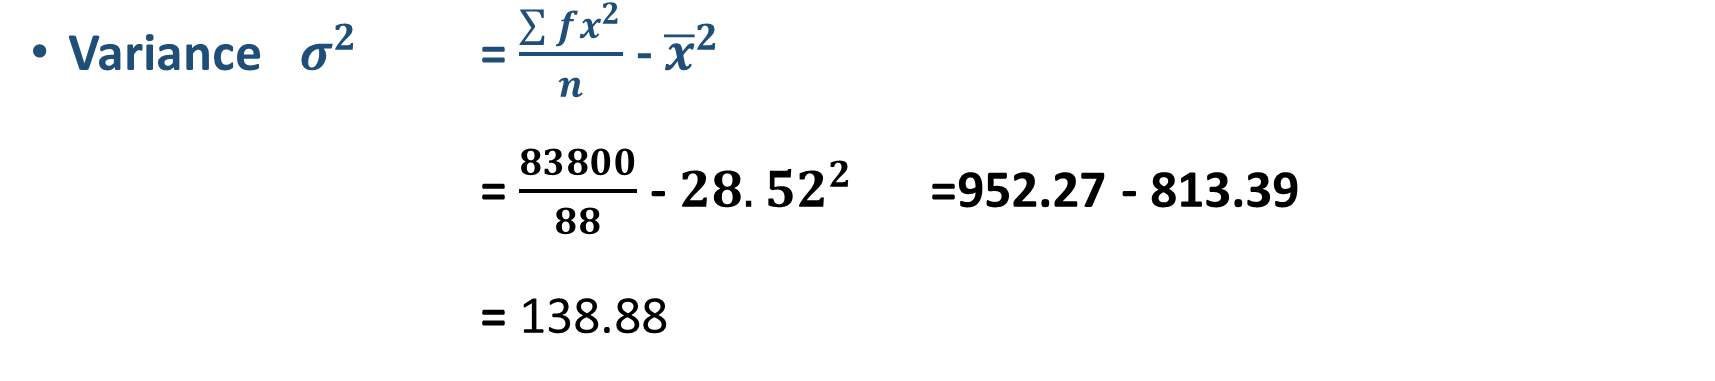 • Variance σ² = ∑ fx² / n - x̄²
= 83800 / 88 - 28.52² =952.27 - 813.39
= 138.88